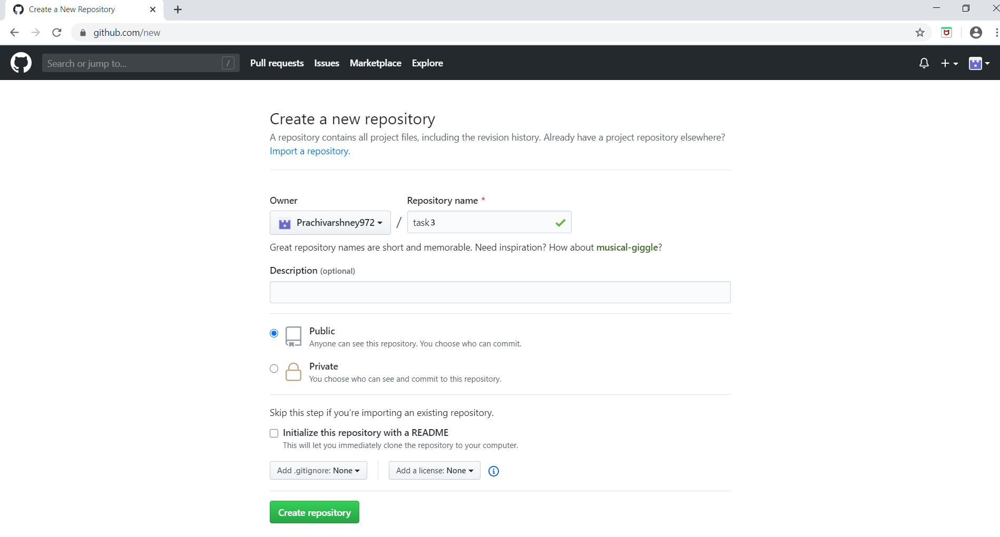 Create a New Repository
github.com/new
Search or jump to... /
Pull requests Issues Marketplace Explore
Create a new repository
A repository contains all project files, including the revision history. Already have a project repository elsewhere?
Import a repository.
Owner Repository name *
Prachivarshney972 / task3
Great repository names are short and memorable. Need inspiration? How about musical-giggle?
Description (optional)
Public
Anyone can see this repository. You choose who can commit.
Private
You choose who can see and commit to this repository.
Skip this step if you’re importing an existing repository.
Initialize this repository with a README
This will let you immediately clone the repository to your computer.
Add .gitignore: None Add a license: None
Create repository